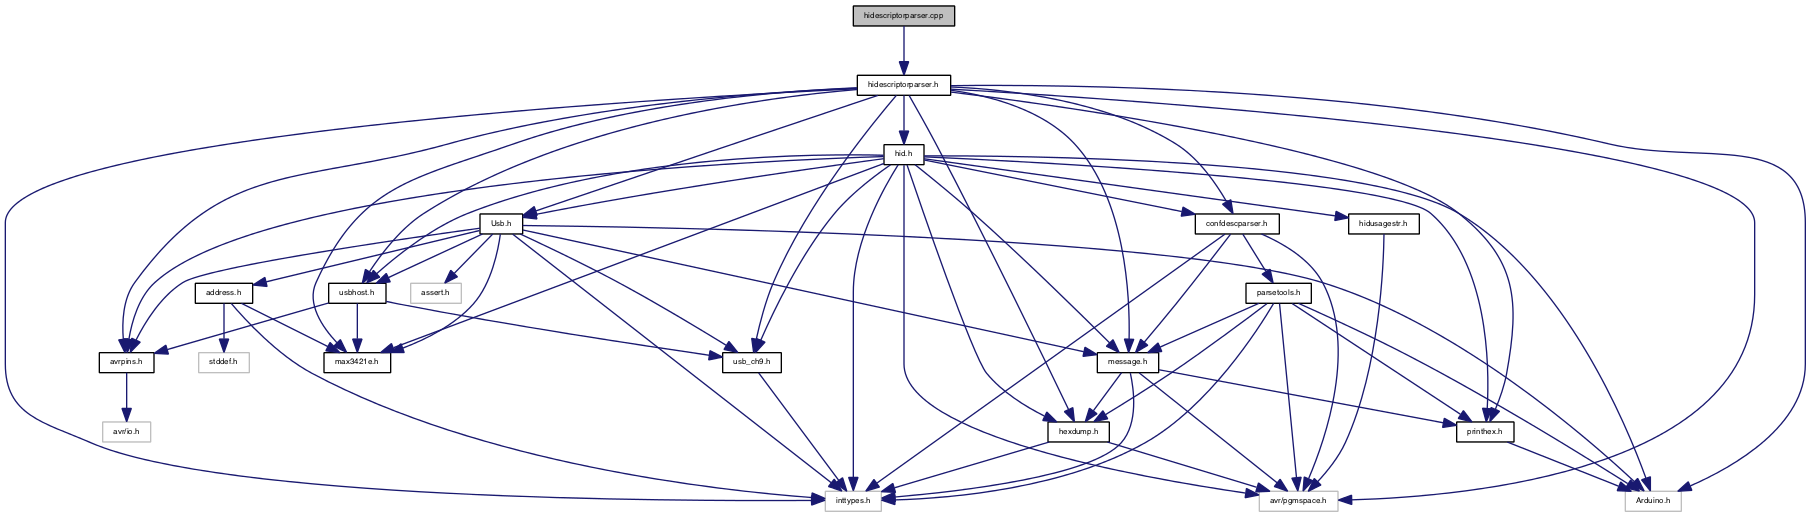 hidescriptorparser.cpp
hidescriptorparser.h
hid.h
Usb.h
confdescparser.h
hidusagestr.h
address.h
usbhost.h
assert.h
parsetools.h
avrpins.h
stddef.h
max3421e.h
usb_ch9.h
message.h
avr/io.h
hexdump.h
printhex.h
inttypes.h
avr/pgmspace.h
Arduino.h